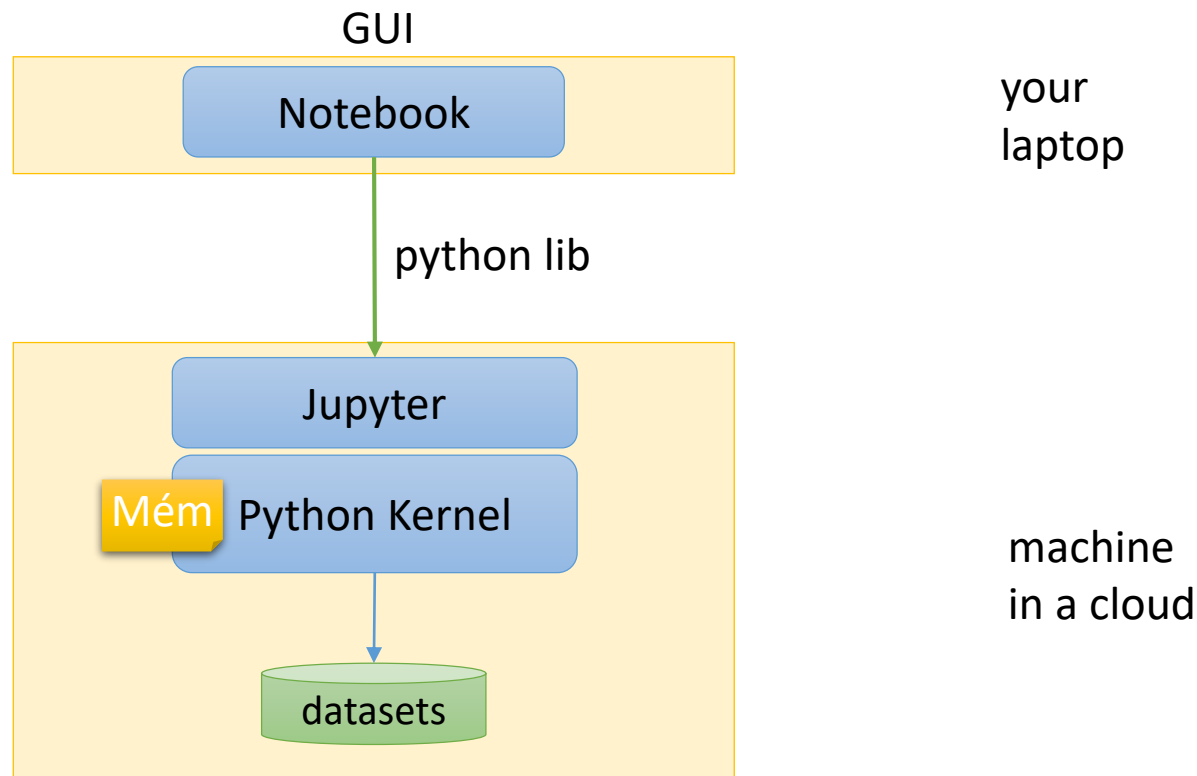 GUI
Notebook
your
laptop
python lib
Jupyter
Mém
Python Kernel
machine
in a cloud
datasets